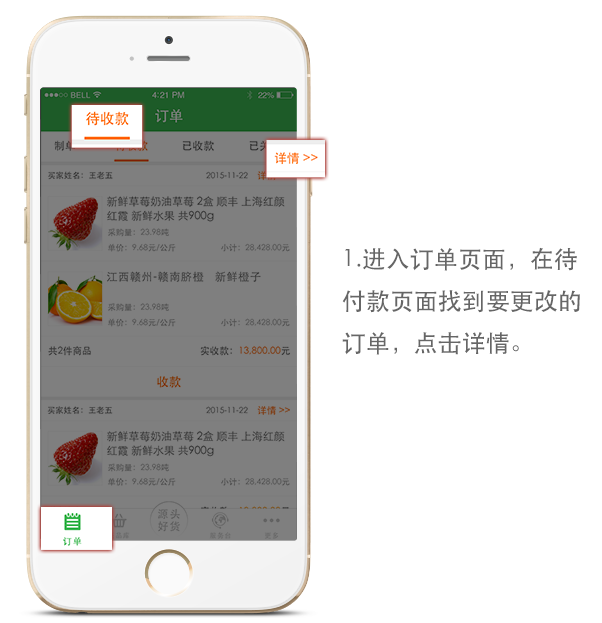 ●●●○○ BELL
4:21 PM
22%
待收款
订单
制单
已收款
详情 >>
买家姓名：王老五
2015-11-22
新鲜草莓奶油草莓 2盒 顺丰 上海红颜
红霞 新鲜水果 共900g
采购量：23.98吨
单价：9.68元/公斤
小计：28,428.00元
江西赣州-赣南脐橙 新鲜橙子
采购量：23.98吨
单价：9.68元/公斤
小计：28,428.00元
共2件商品
实收款：13,800.00元
收款
买家姓名：王老五
2015-11-22
详情 >>
新鲜草莓奶油草莓 2盒 顺丰 上海红颜
红霞 新鲜水果 共900g
采购量：23.98吨
单价：9.68元/公斤
小计：28,428.00元
订单
源头
好货
更多
1.进入订单页面，在待
付款页面找到要更改的
订单，点击详情。